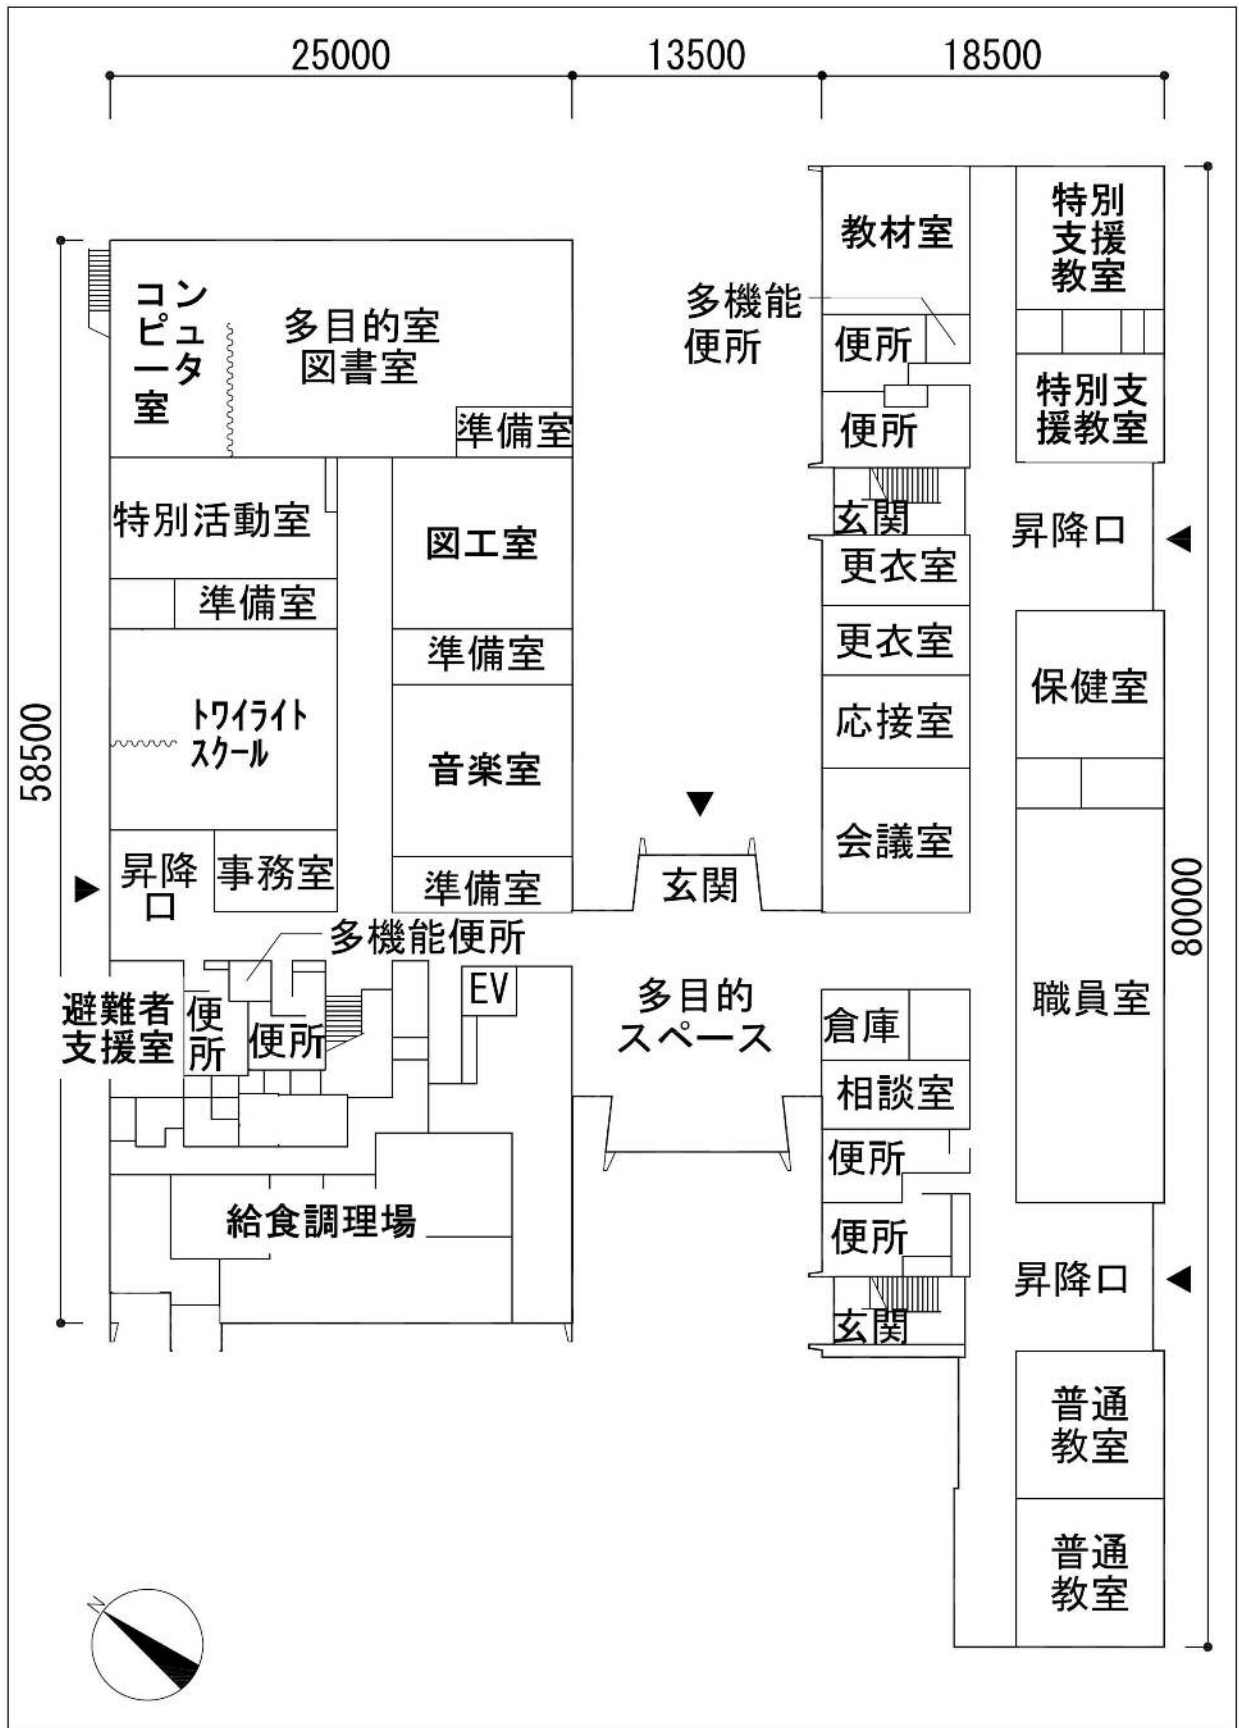 25000
13500
18500
58500
80000
コン
ピュ
ータ
室
多目的室
図書室
準備室
特別活動室
準備室
図工室
準備室
トワイライト
スクール
音楽室
準備室
昇降
口
事務室
多機能便所
避難者
支援室
便
所
便所
EV
給食調理場
玄関
多目的
スペース
教材室
多機能
便所
便所
便所
玄関
更衣室
更衣室
応接室
会議室
倉庫
相談室
便所
便所
玄関
特別
支援
教室
特別支
援教室
昇降口
保健室
職員室
昇降口
普通
教室
普通
教室
N